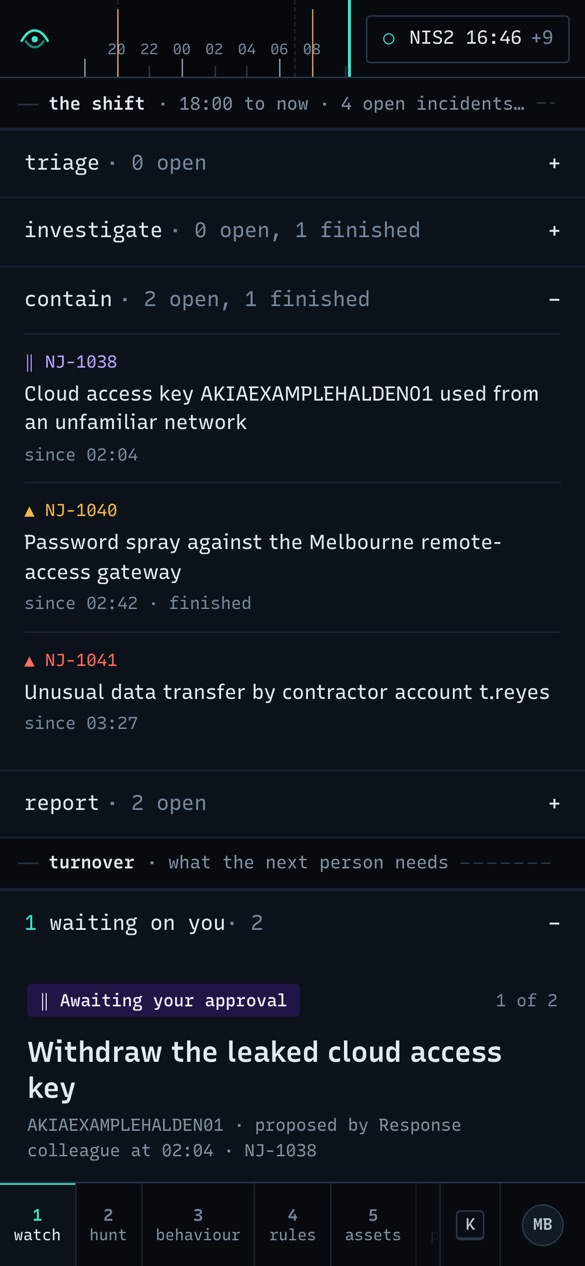 20 22 00 02 04 06 08
NIS2 16:46 +9
the shift · 18:00 to now · 4 open incidents…
triage · 0 open
+
investigate · 0 open, 1 finished
+
contain · 2 open, 1 finished
−
‖ NJ-1038
Cloud access key AKIAEXAMPLEHALDEN01 used from
an unfamiliar network
since 02:04
▲ NJ-1040
Password spray against the Melbourne remote-
access gateway
since 02:42 · finished
▲ NJ-1041
Unusual data transfer by contractor account t.reyes
since 03:27
report · 2 open
+
turnover · what the next person needs
1 waiting on you · 2
−
‖ Awaiting your approval
1 of 2
Withdraw the leaked cloud access
key
AKIAEXAMPLEHALDEN01 · proposed by Response
colleague at 02:04 · NJ-1038
1 2 3 4 5
watch hunt behaviour rules assets
K
MB